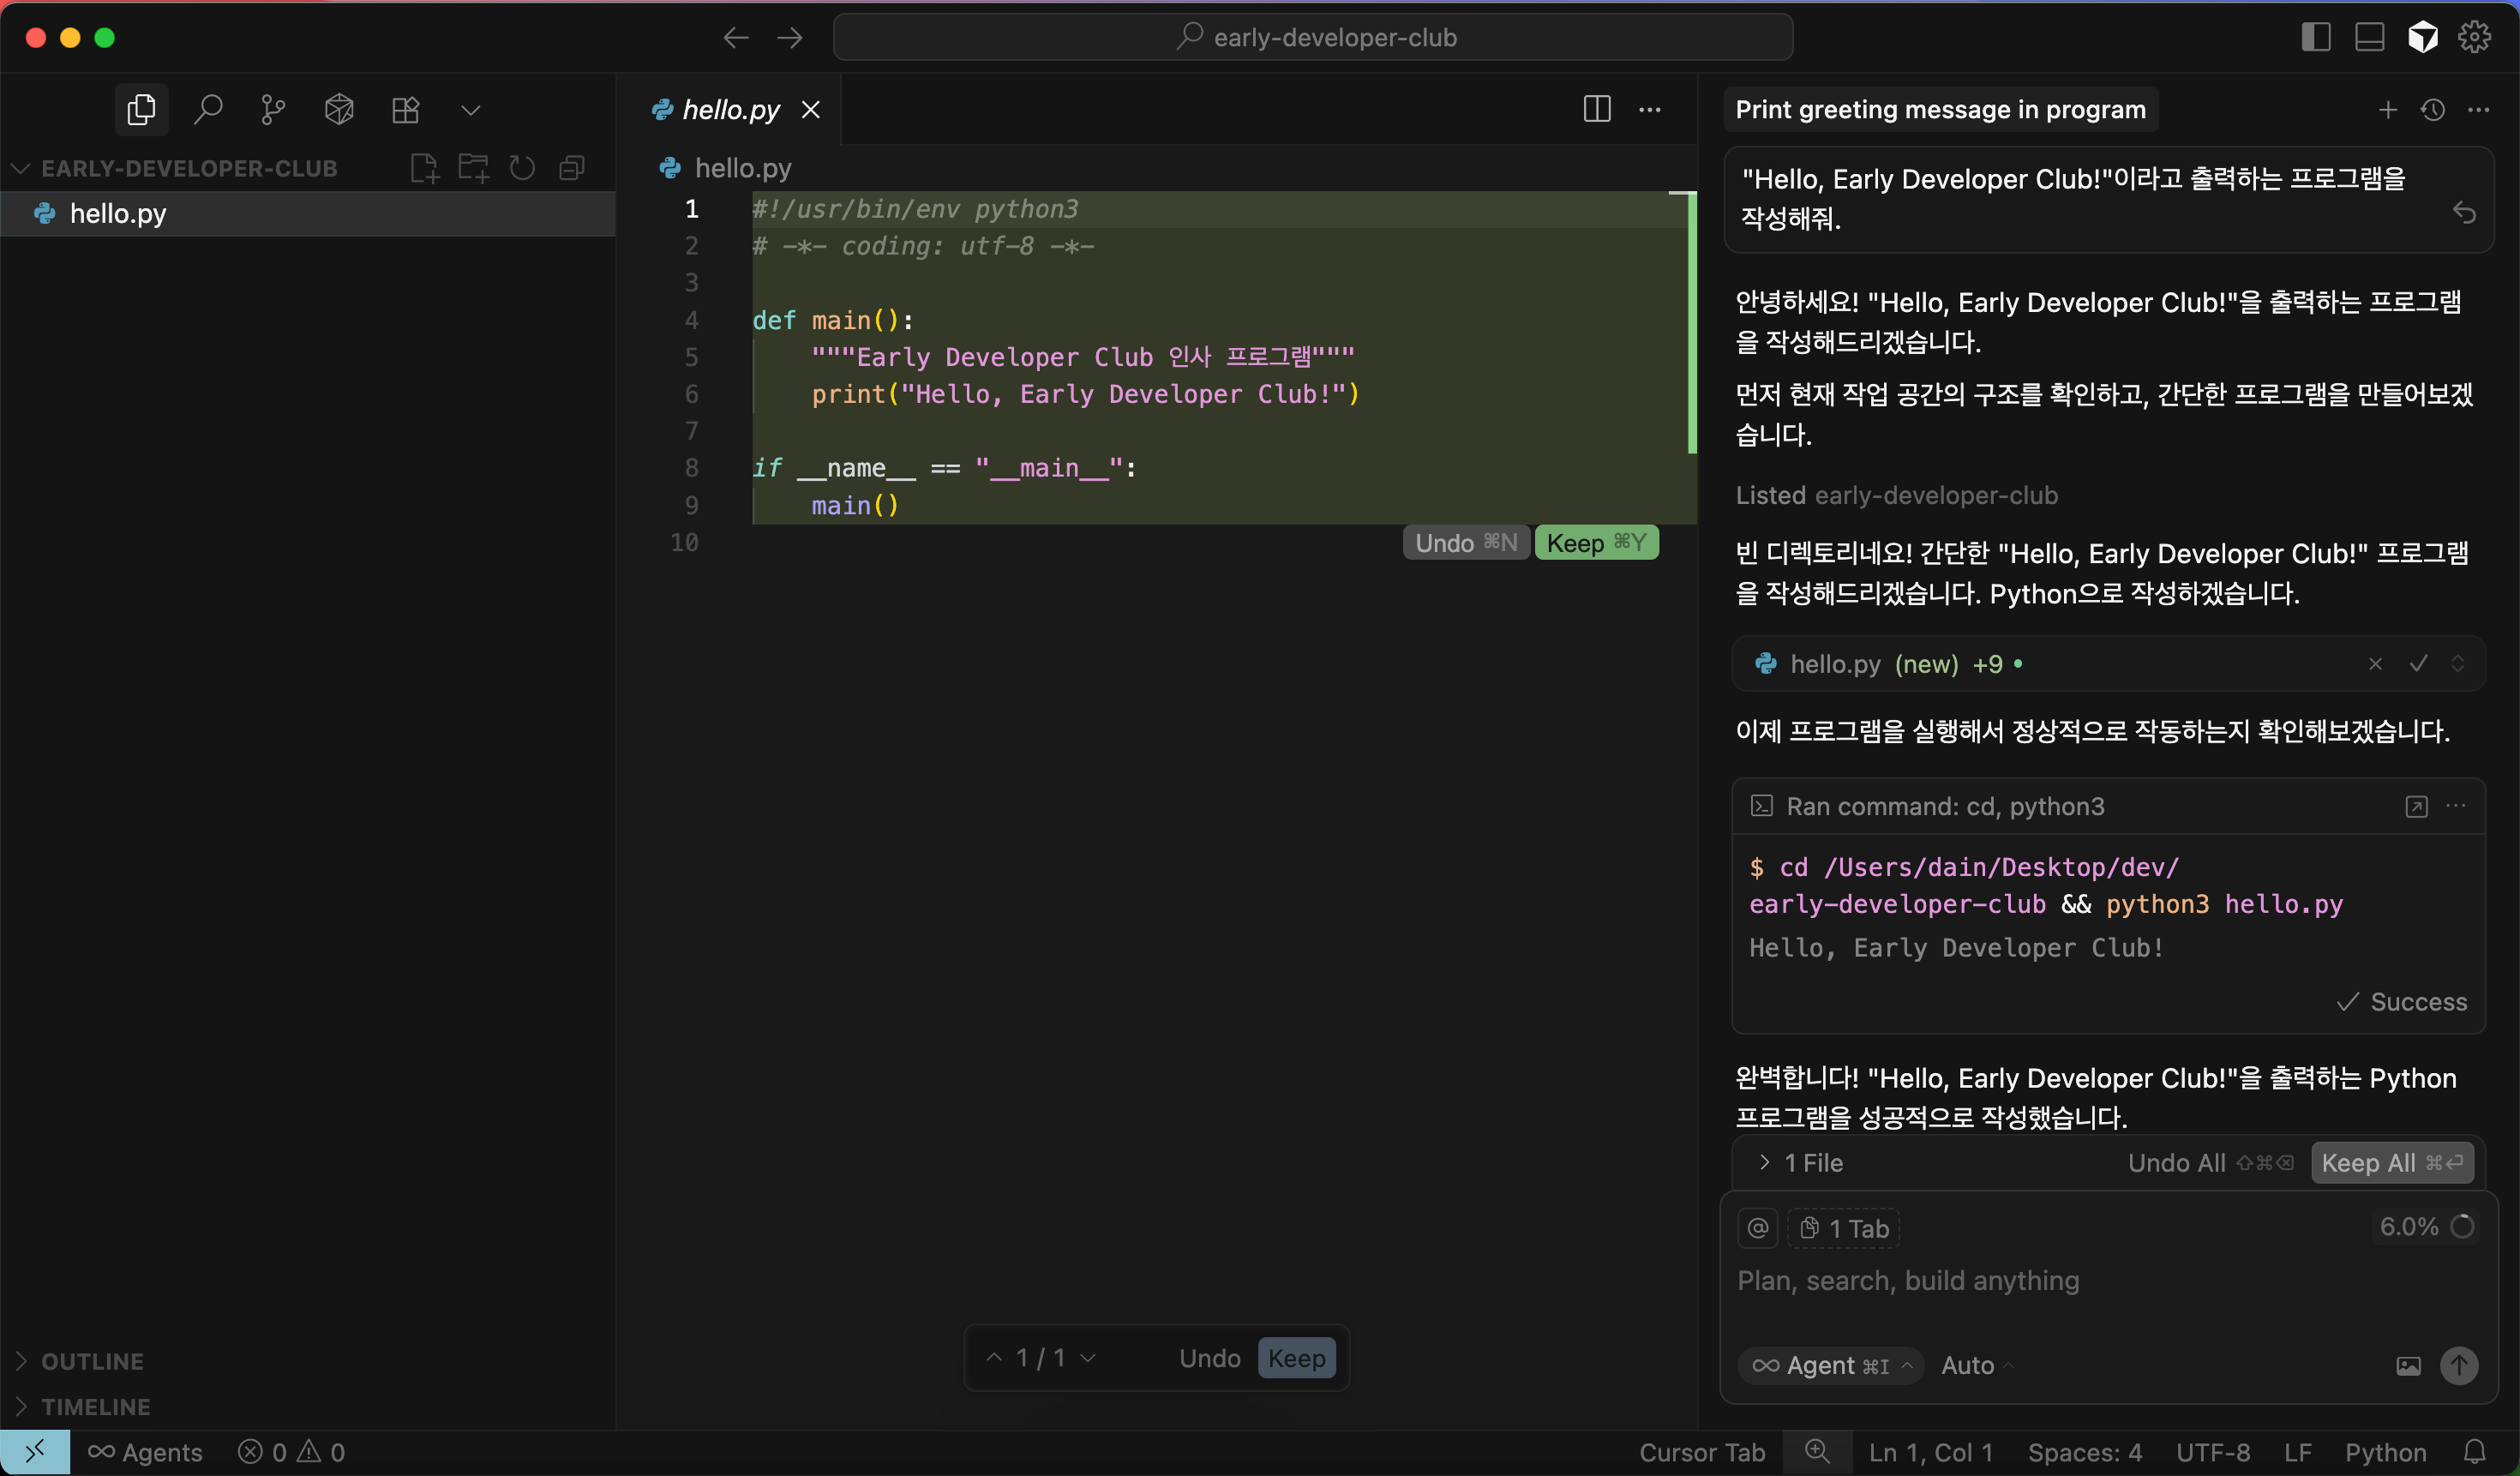 early-developer-club
EARLY-DEVELOPER-CLUB
hello.py
OUTLINE
TIMELINE
hello.py
hello.py
1 #!/usr/bin/env python3
2 # -*- coding: utf-8 -*-
3
4 def main():
5 """Early Developer Club 인사 프로그램"""
6 print("Hello, Early Developer Club!")
7
8 if __name__ == "__main__":
9 main()
10
Undo ⌘N Keep ⌘Y
1 / 1 Undo Keep
Print greeting message in program
"Hello, Early Developer Club!"이라고 출력하는 프로그램을
작성해줘.
안녕하세요! "Hello, Early Developer Club!"을 출력하는 프로그램
을 작성해드리겠습니다.
먼저 현재 작업 공간의 구조를 확인하고, 간단한 프로그램을 만들어보겠
습니다.
Listed early-developer-club
빈 디렉토리네요! 간단한 "Hello, Early Developer Club!" 프로그램
을 작성해드리겠습니다. Python으로 작성하겠습니다.
hello.py (new) +9
이제 프로그램을 실행해서 정상적으로 작동하는지 확인해보겠습니다.
Ran command: cd, python3
$ cd /Users/dain/Desktop/dev/
early-developer-club && python3 hello.py
Hello, Early Developer Club!
Success
완벽합니다! "Hello, Early Developer Club!"을 출력하는 Python
프로그램을 성공적으로 작성했습니다.
1 File Undo All ⇧⌘⌫ Keep All ⌘⏎
@ 1 Tab 6.0%
Plan, search, build anything
Agent ⌘I Auto
Agents 0 0 Cursor Tab Ln 1, Col 1 Spaces: 4 UTF-8 LF Python